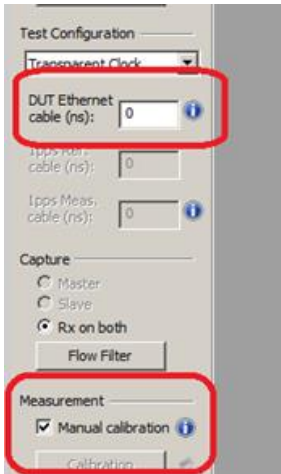 Test Configuration
Transparent Clock
DUT Ethernet
cable (ns):
0
1pps Ref.
cable (ns):
0
1pps Meas.
cable (ns):
0
Capture
Master
Slave
Rx on both
Flow Filter
Measurement
Manual calibration
Calibration